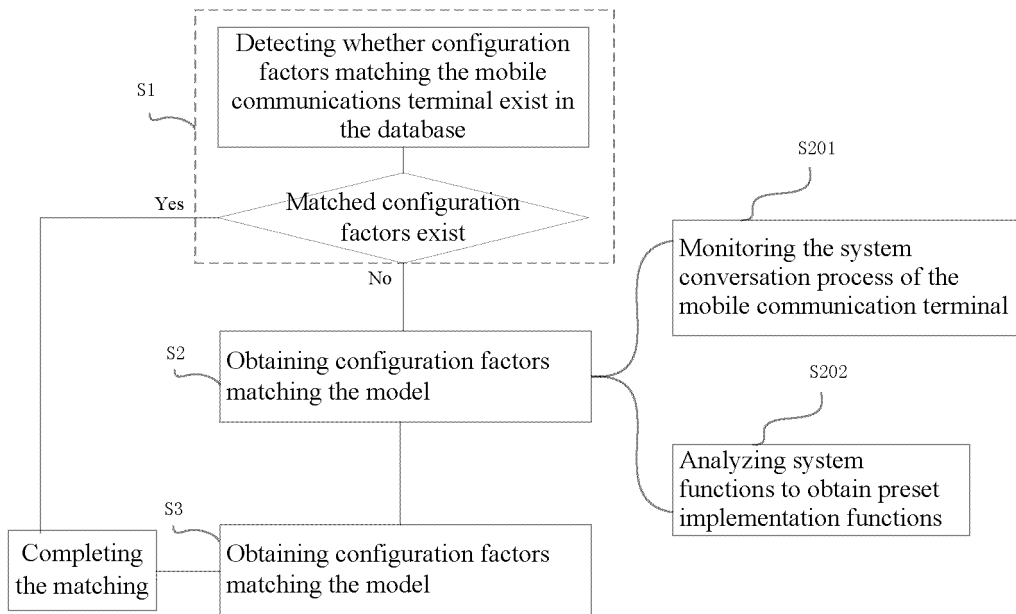 Detecting whether configuration
factors matching the mobile
communications terminal exist in
the database
S1
S201
Yes
Matched configuration
factors exist
Monitoring the system
conversation process of the
mobile communication terminal
No
S2
Obtaining configuration factors
matching the model
S202
Analyzing system
functions to obtain preset
implementation functions
S3
Completing
the matching
Obtaining configuration factors
matching the model